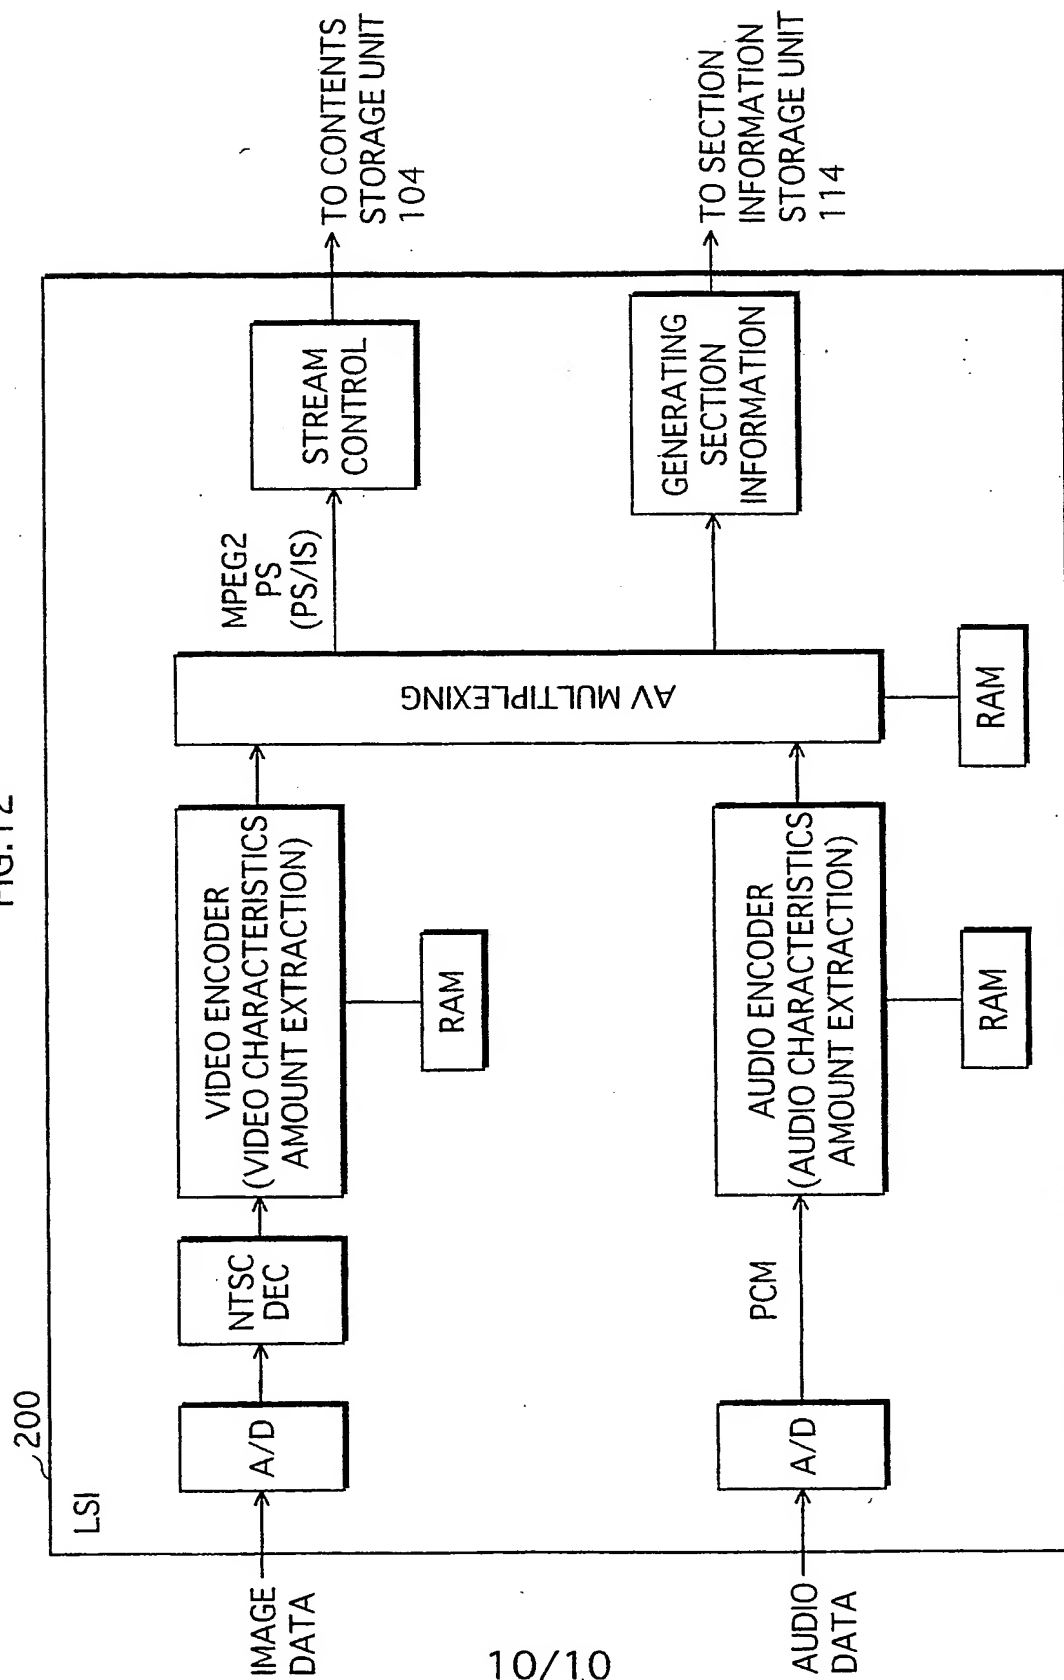 FIG.12
200
LSI
IMAGE
DATA
A/D
NTSC
DEC
VIDEO ENCODER
(VIDEO CHARACTERISTICS
AMOUNT EXTRACTION)
RAM
AUDIO
DATA
A/D
PCM
AUDIO ENCODER
(AUDIO CHARACTERISTICS
AMOUNT EXTRACTION)
RAM
AV MULTIPLEXING
RAM
MPEG2
PS
(PS/IS)
STREAM
CONTROL
TO CONTENTS
STORAGE UNIT
104
GENERATING
SECTION
INFORMATION
TO SECTION
INFORMATION
STORAGE UNIT
114
10/10